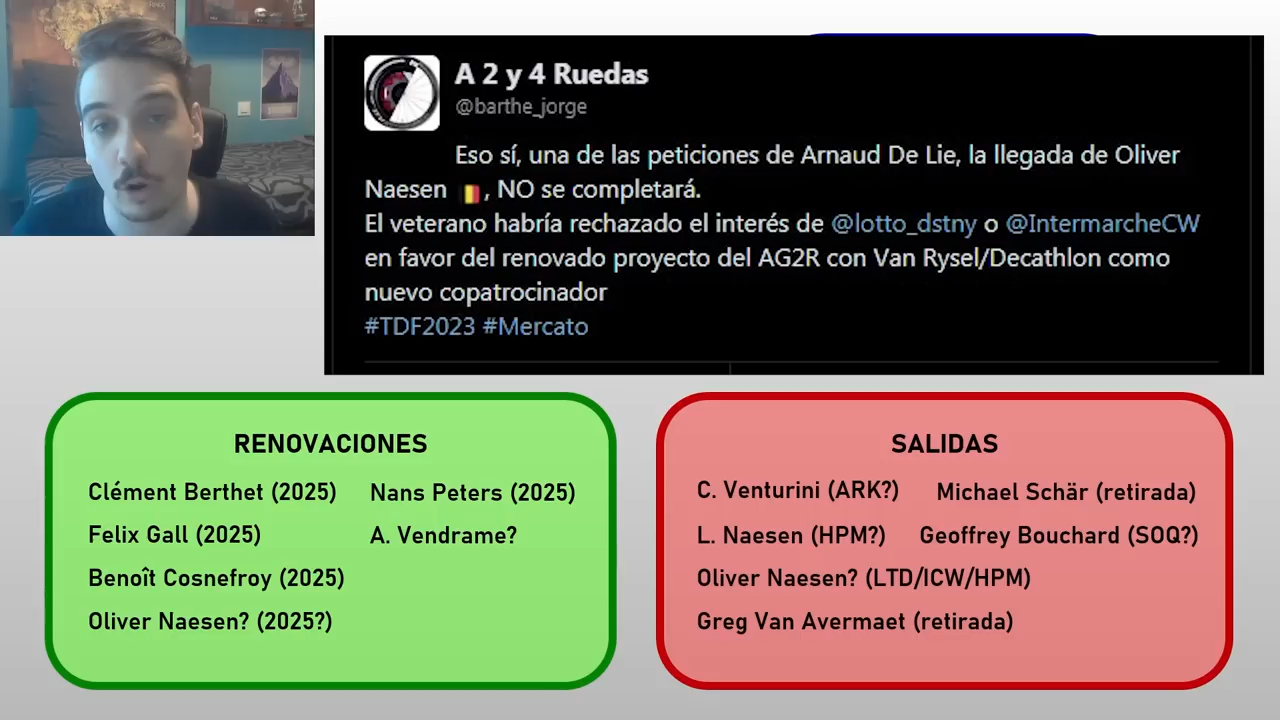 A 2 y 4 Ruedas
@barthe_jorge
Eso sí, una de las peticiones de Arnaud De Lie, la llegada de Oliver
Naesen , NO se completará.
El veterano habría rechazado el interés de @lotto_dstny o @IntermarcheCW
en favor del renovado proyecto del AG2R con Van Rysel/Decathlon como
nuevo copatrocinador
#TDF2023 #Mercato
RENOVACIONES
Clément Berthet (2025)
Nans Peters (2025)
Felix Gall (2025)
A. Vendrame?
Benoît Cosnefroy (2025)
Oliver Naesen? (2025?)
SALIDAS
C. Venturini (ARK?)
Michael Schär (retirada)
L. Naesen (HPM?)
Geoffrey Bouchard (SOQ?)
Oliver Naesen? (LTD/ICW/HPM)
Greg Van Avermaet (retirada)